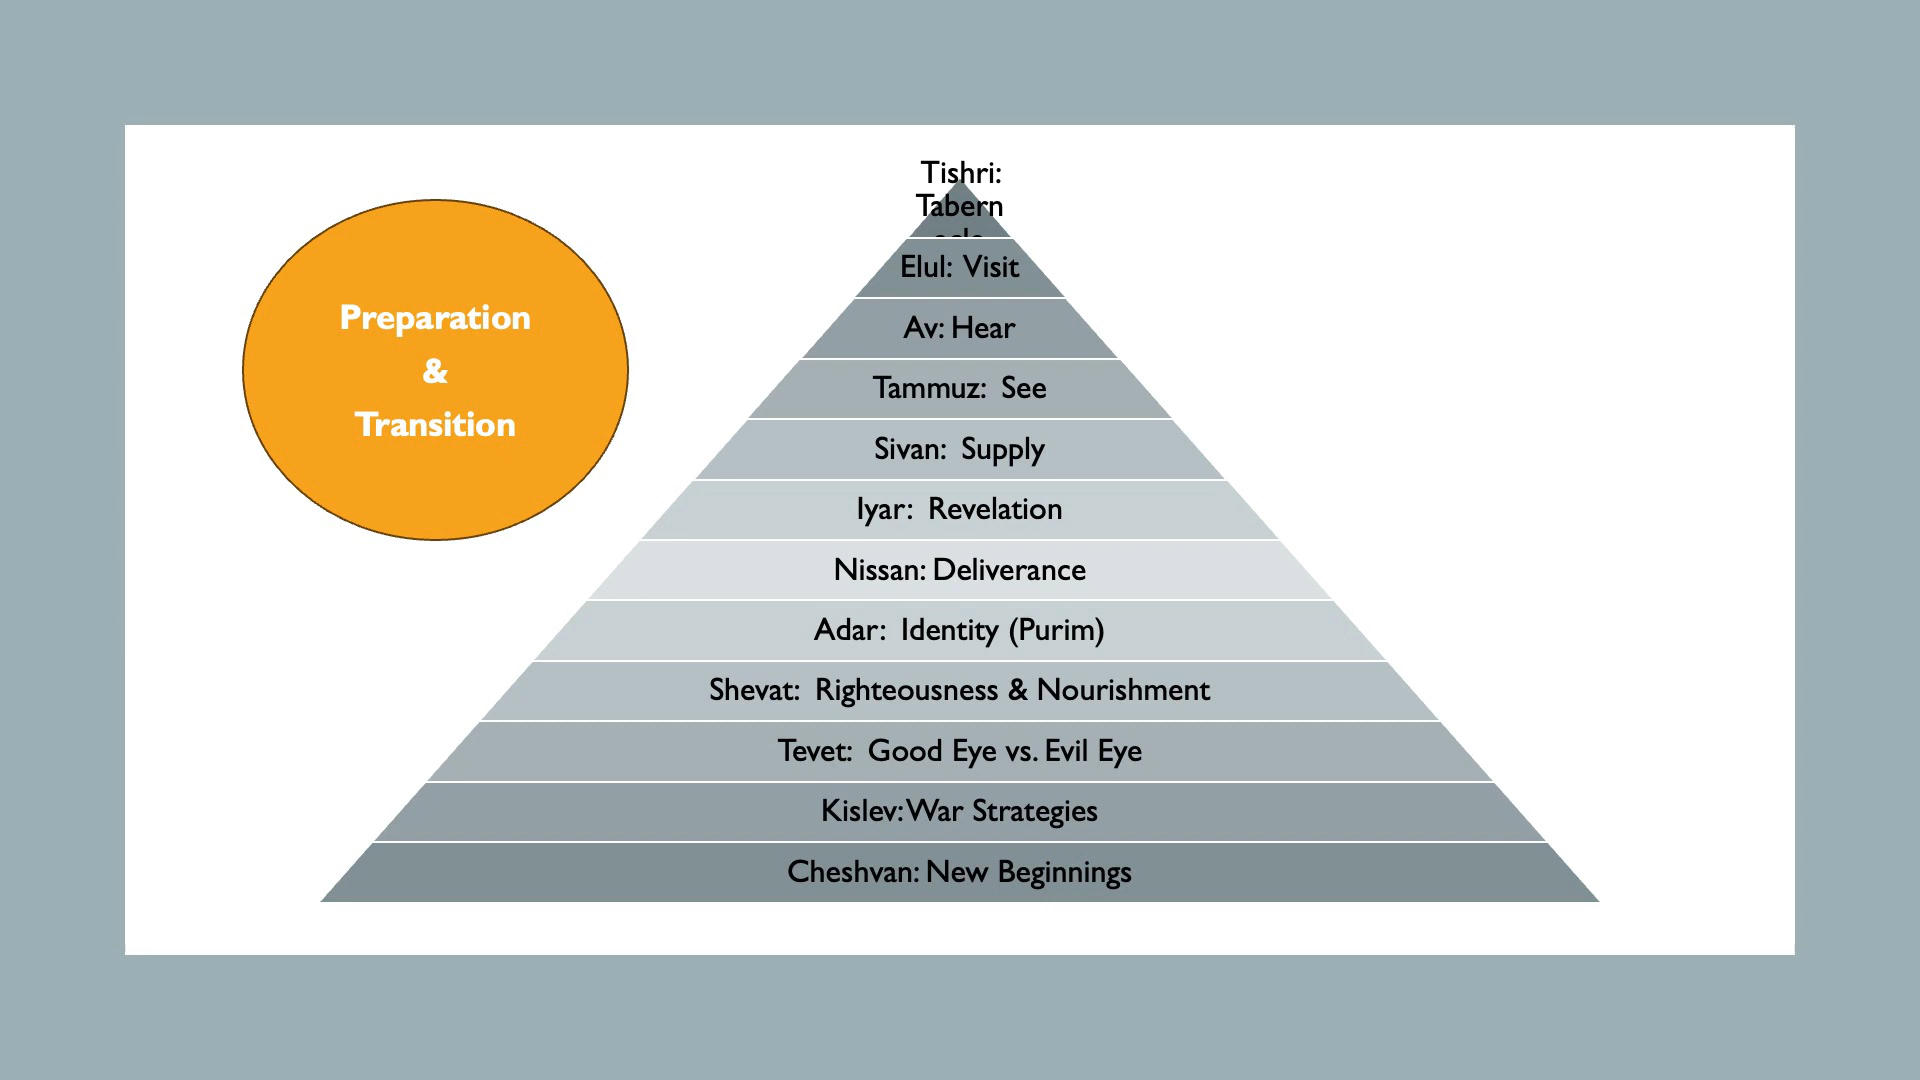 Preparation
&
Transition
Tishri:
Tabern
acle
Elul: Visit
Av: Hear
Tammuz: See
Sivan: Supply
Iyar: Revelation
Nissan: Deliverance
Adar: Identity (Purim)
Shevat: Righteousness & Nourishment
Tevet: Good Eye vs. Evil Eye
Kislev: War Strategies
Cheshvan: New Beginnings